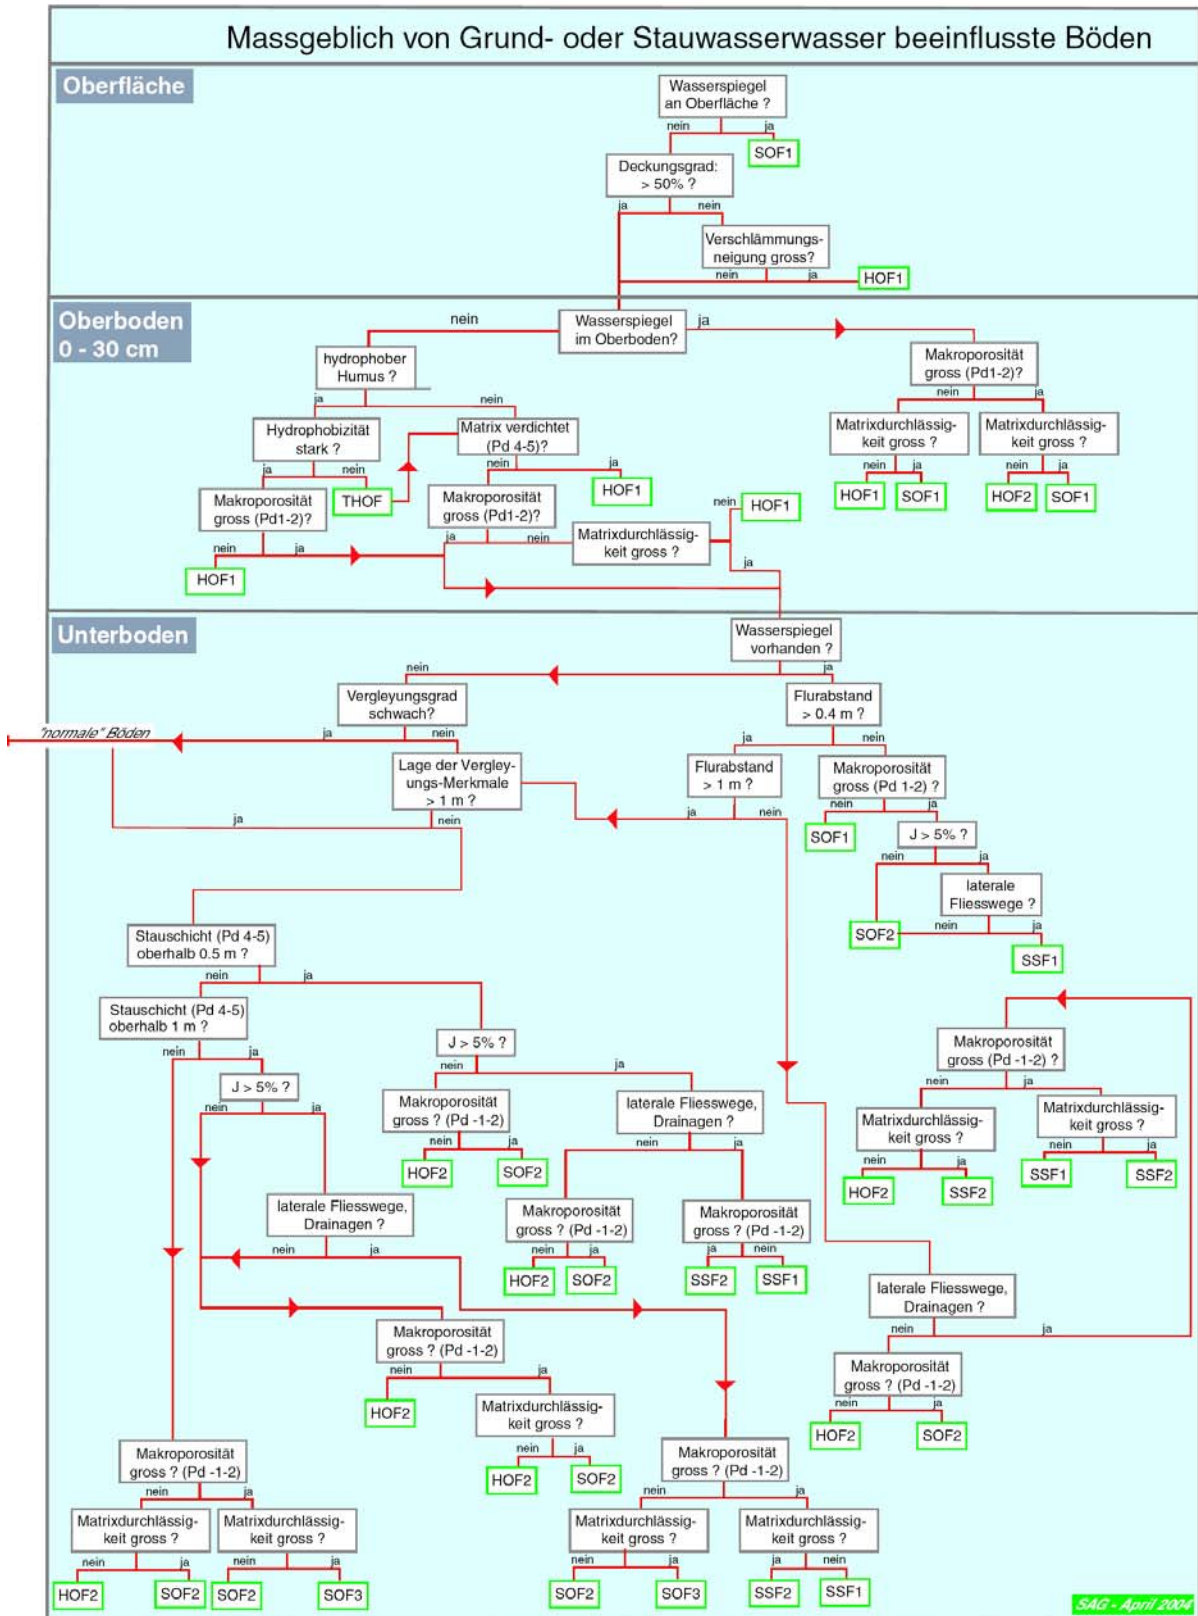 Massgeblich von Grund- oder Stauwasserwasser beeinflusste Böden
Oberfläche
Wasserspiegel
an Oberfläche ?
nein
ja
SOF1
Deckungsgrad:
> 50% ?
ja
nein
Verschlämmungs-
neigung gross?
nein
ja
HOF1
Oberboden
0 - 30 cm
Wasserspiegel
im Oberboden?
nein
ja
hydrophober
Humus ?
ja
nein
Makroporosität
gross (Pd1-2)?
nein
ja
Hydrophobizität
stark ?
ja
nein
Matrix verdichtet
(Pd 4-5)?
nein
ja
Matrixdurchlässig-
keit gross ?
nein
ja
Matrixdurchlässig-
keit gross ?
nein
ja
HOF1
SOF1
HOF2
SOF1
Makroporosität
gross (Pd1-2)?
nein
ja
THOF
HOF1
Makroporosität
gross (Pd1-2)?
ja
nein
Matrixdurchlässig-
keit gross ?
nein
HOF1
ja
HOF1
Unterboden
Wasserspiegel
vorhanden ?
nein
ja
Vergleyungsgrad
schwach?
ja
nein
"normale" Böden
Flurabstand
> 0.4 m ?
ja
nein
Lage der Vergley-
ungs-Merkmale
> 1 m ?
ja
nein
Flurabstand
> 1 m ?
ja
nein
Makroporosität
gross (Pd 1-2) ?
nein
ja
SOF1
J > 5% ?
nein
ja
laterale
Fliesswege ?
nein
ja
SOF2
SSF1
Stauschicht (Pd 4-5)
oberhalb 0.5 m ?
nein
ja
Stauschicht (Pd 4-5)
oberhalb 1 m ?
nein
ja
J > 5% ?
nein
ja
J > 5% ?
nein
ja
Makroporosität
gross ? (Pd -1-2)
nein
ja
HOF2
SOF2
laterale Fliesswege,
Drainagen ?
nein
ja
Makroporosität
gross (Pd -1-2) ?
nein
ja
Matrixdurchlässig-
keit gross ?
nein
ja
Matrixdurchlässig-
keit gross ?
nein
ja
HOF2
SSF2
SSF1
SSF2
laterale Fliesswege,
Drainagen ?
nein
ja
Makroporosität
gross ? (Pd -1-2)
nein
ja
HOF2
SOF2
Makroporosität
gross ? (Pd -1-2)
ja
nein
SSF2
SSF1
laterale Fliesswege,
Drainagen ?
nein
ja
Makroporosität
gross ? (Pd -1-2)
nein
ja
HOF2
SOF2
Makroporosität
gross ? (Pd -1-2)
nein
ja
HOF2
Matrixdurchlässig-
keit gross ?
nein
ja
HOF2
SOF2
Makroporosität
gross ? (Pd -1-2)
nein
ja
Matrixdurchlässig-
keit gross ?
nein
ja
Matrixdurchlässig-
keit gross ?
nein
ja
HOF2
SOF2
SOF2
SOF3
Makroporosität
gross ? (Pd -1-2)
nein
ja
Matrixdurchlässig-
keit gross ?
nein
ja
Matrixdurchlässig-
keit gross ?
ja
nein
SOF2
SOF3
SSF2
SSF1
SAG - April 2004